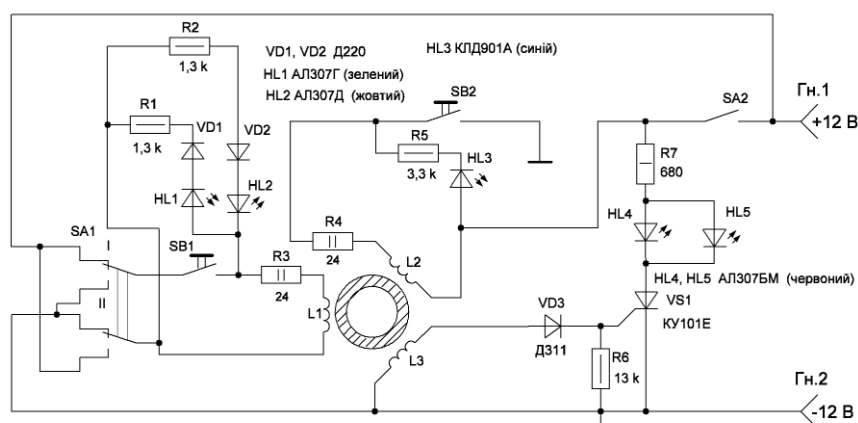 R2
1,3 k
VD1, VD2 Д220
HL3 КЛД901А (синій)
HL1 АЛ307Г (зелений)
HL2 АЛ307Д (жовтий)
SB2
SA2
Гн.1
+12 В
R1
1,3 k
VD1
VD2
R5
3,3 k
HL3
R7
680
HL1
HL2
HL4
HL5
SA1
I
SB1
R4
24
R3
24
L2
HL4, HL5 АЛ307БМ (червоний)
II
L1
VD3
Д311
VS1
КУ101Е
L3
R6
13 k
Гн.2
-12 В